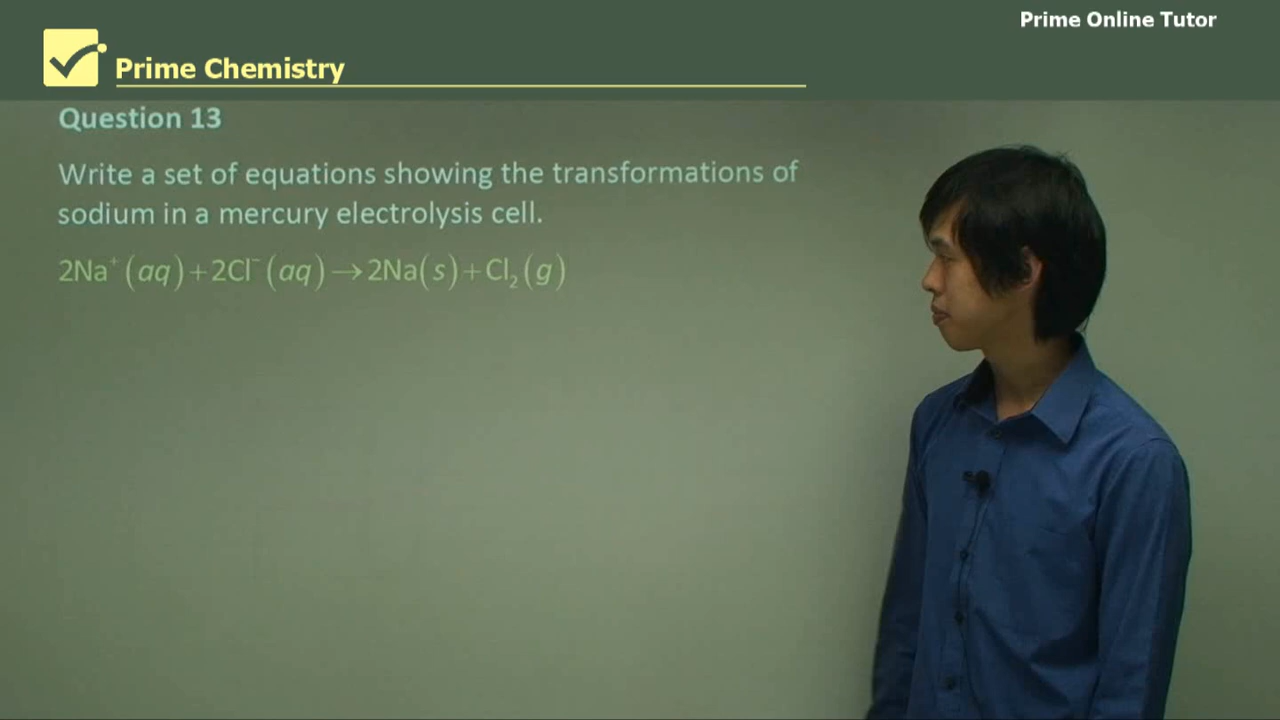 Prime Online Tutor
Prime Chemistry
Question 13
Write a set of equations showing the transformations of
sodium in a mercury electrolysis cell.
2Na⁺(aq)+2Cl⁻(aq)→2Na(s)+Cl₂(g)